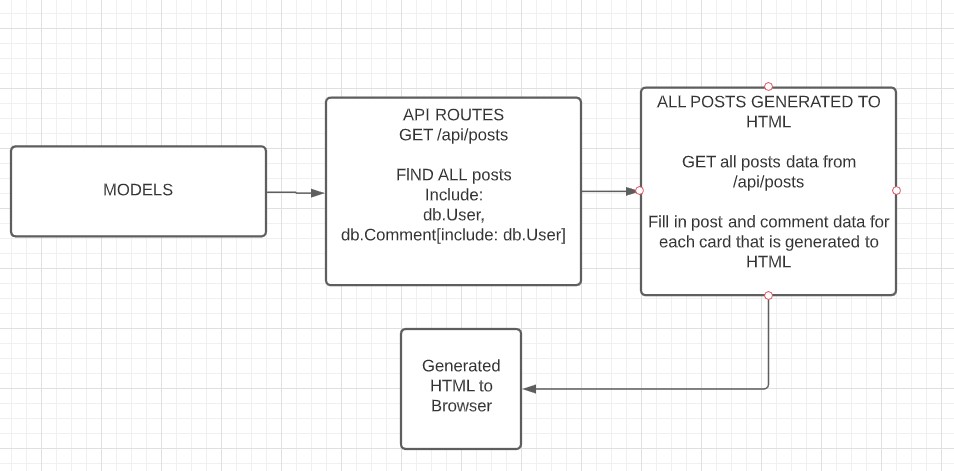 MODELS
API ROUTES
GET /api/posts
FIND ALL posts
Include:
db.User,
db.Comment[include: db.User]
ALL POSTS GENERATED TO
HTML
GET all posts data from
/api/posts
Fill in post and comment data for
each card that is generated to
HTML
Generated
HTML to
Browser